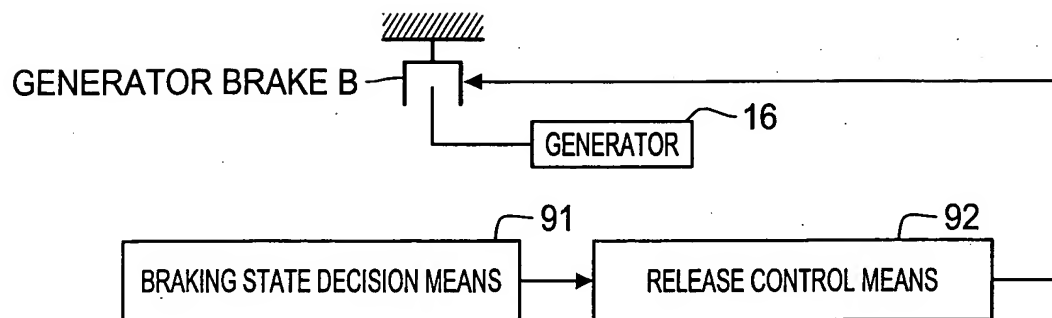 GENERATOR BRAKE B
16
GENERATOR
91
92
BRAKING STATE DECISION MEANS
RELEASE CONTROL MEANS